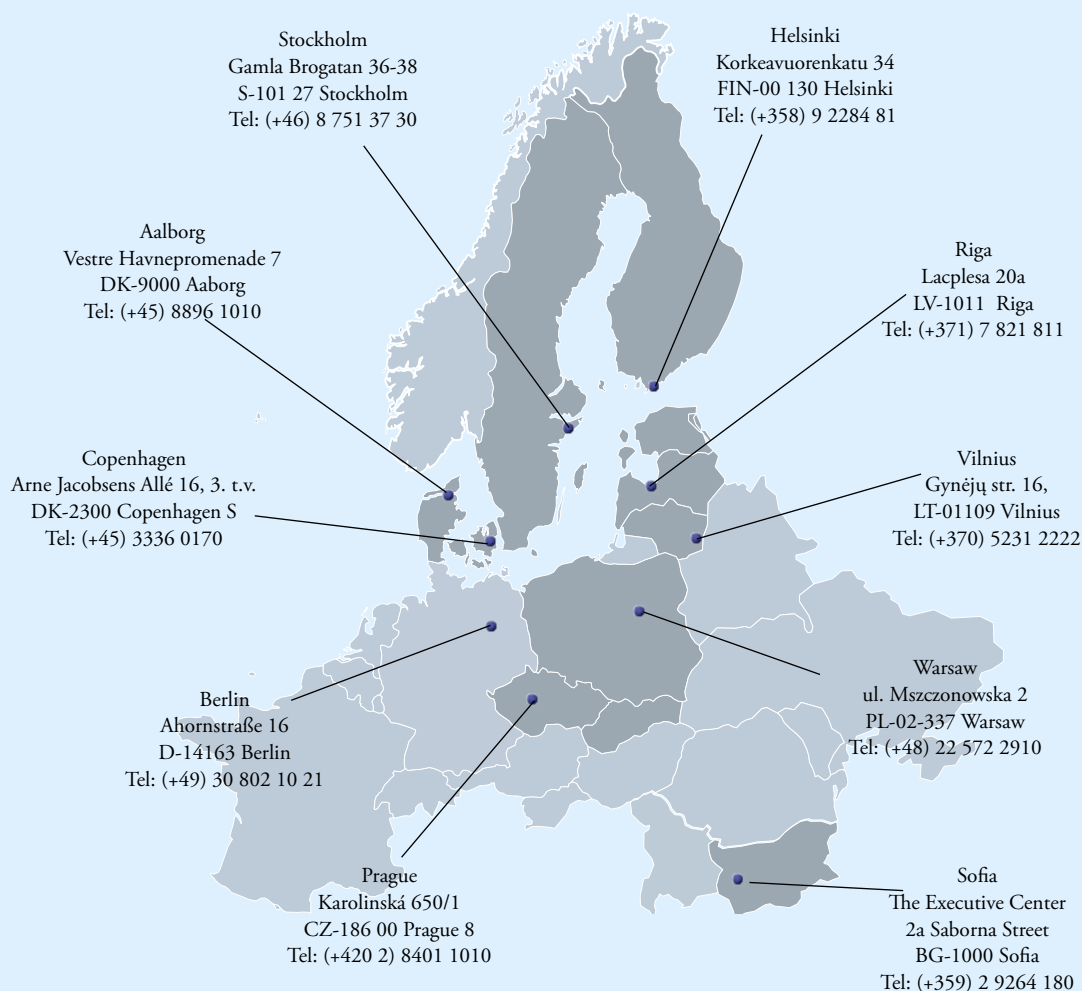 Stockholm
Gamla Brogatan 36-38
S-101 27 Stockholm
Tel: (+46) 8 751 37 30
Helsinki
Korkeavuorenkatu 34
FIN-00 130 Helsinki
Tel: (+358) 9 2284 81
Aalborg
Vestre Havnepromenade 7
DK-9000 Aaborg
Tel: (+45) 8896 1010
Riga
Lacplesa 20a
LV-1011 Riga
Tel: (+371) 7 821 811
Copenhagen
Arne Jacobsens Allé 16, 3. t.v.
DK-2300 Copenhagen S
Tel: (+45) 3336 0170
Vilnius
Gynėjų str. 16,
LT-01109 Vilnius
Tel: (+370) 5231 2222
Berlin
Ahornstraße 16
D-14163 Berlin
Tel: (+49) 30 802 10 21
Warsaw
ul. Mszczonowska 2
PL-02-337 Warsaw
Tel: (+48) 22 572 2910
Prague
Karolinská 650/1
CZ-186 00 Prague 8
Tel: (+420 2) 8401 1010
Sofia
The Executive Center
2a Saborna Street
BG-1000 Sofia
Tel: (+359) 2 9264 180